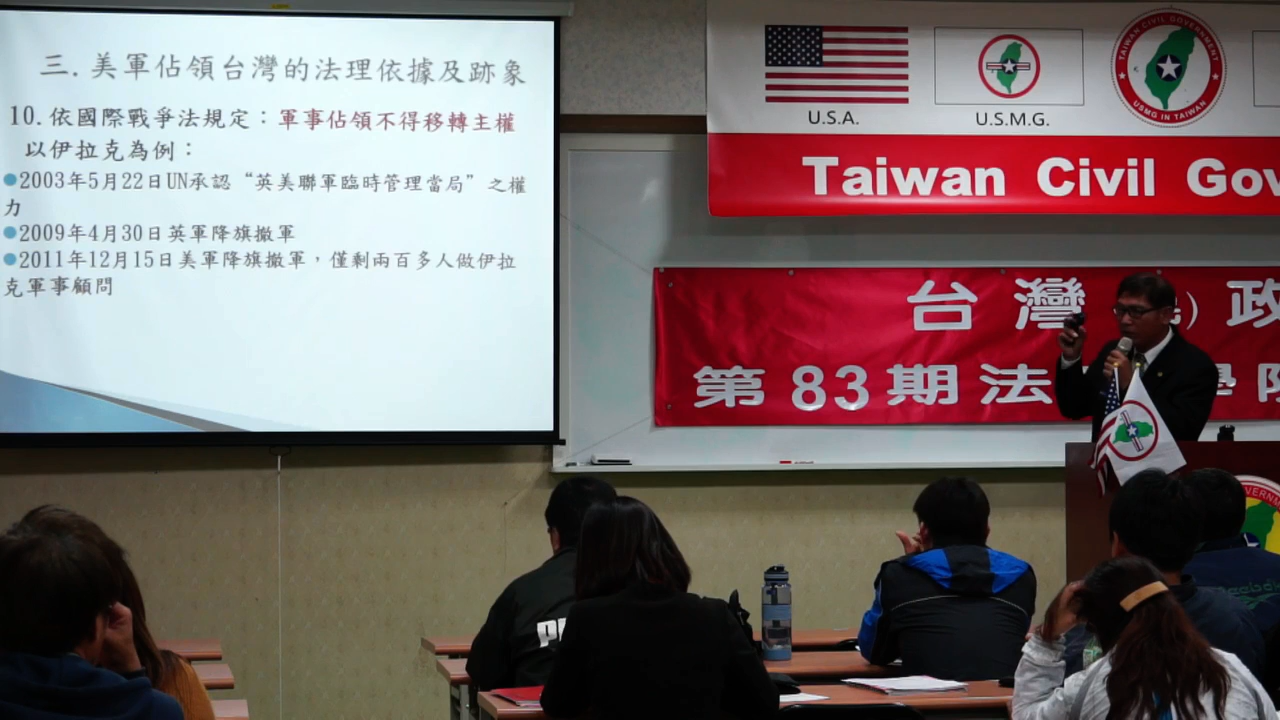 三.美軍佔領台灣的法理依據及跡象
10.依國際戰爭法規定：軍事佔領不得移轉主權
以伊拉克為例：
2003年5月22日UN承認“英美聯軍臨時管理當局”之權
力
2009年4月30日英軍降旗撤軍
2011年12月15日美軍降旗撤軍，僅剩兩百多人做伊拉
克軍事顧問
U.S.A.
U.S.M.G.
TAIWAN CIVIL GOVERNMENT
USMG IN TAIWAN
Taiwan Civil Gov
台灣 政
第83期法